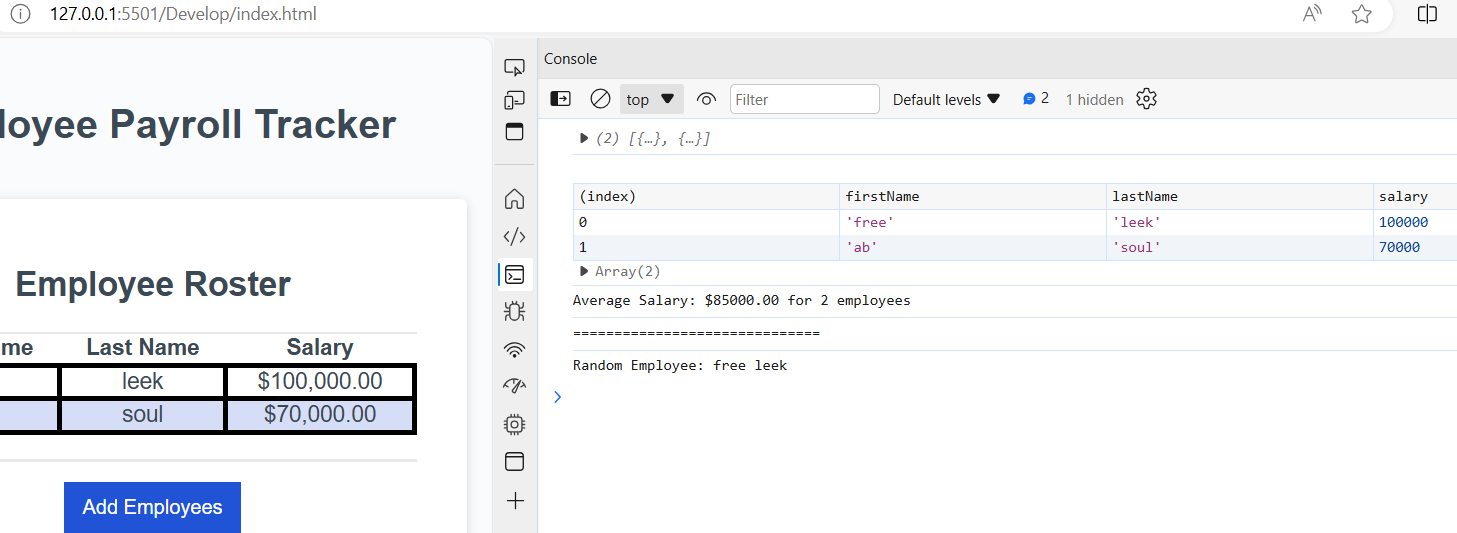 127.0.0.1:5501/Develop/index.html
loyee Payroll Tracker
Employee Roster
me Last Name Salary
leek $100,000.00
soul $70,000.00
Add Employees
Console
top Filter Default levels 2 1 hidden
(2) [{…}, {…}]
(index) firstName lastName salary
0 'free' 'leek' 100000
1 'ab' 'soul' 70000
Array(2)
Average Salary: $85000.00 for 2 employees
==============================
Random Employee: free leek